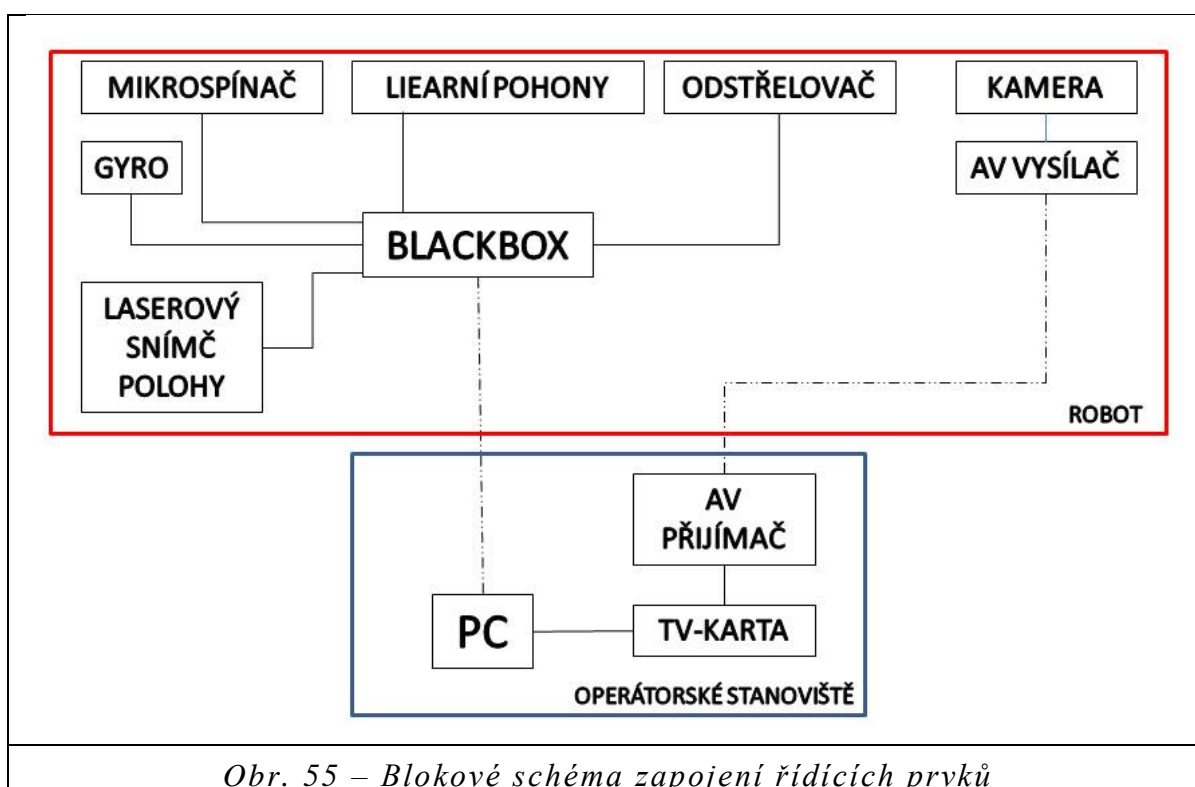 MIKROSPÍNAČ
LIEARNÍ POHONY
ODSTŘELOVAČ
KAMERA
GYRO
AV VYSÍLAČ
BLACKBOX
LASEROVÝ
SNÍMČ
POLOHY
ROBOT
AV
PŘIJÍMAČ
PC
TV-KARTA
OPERÁTORSKÉ STANOVIŠTĚ
Obr. 55 – Blokové schéma zapojení řídících prvků